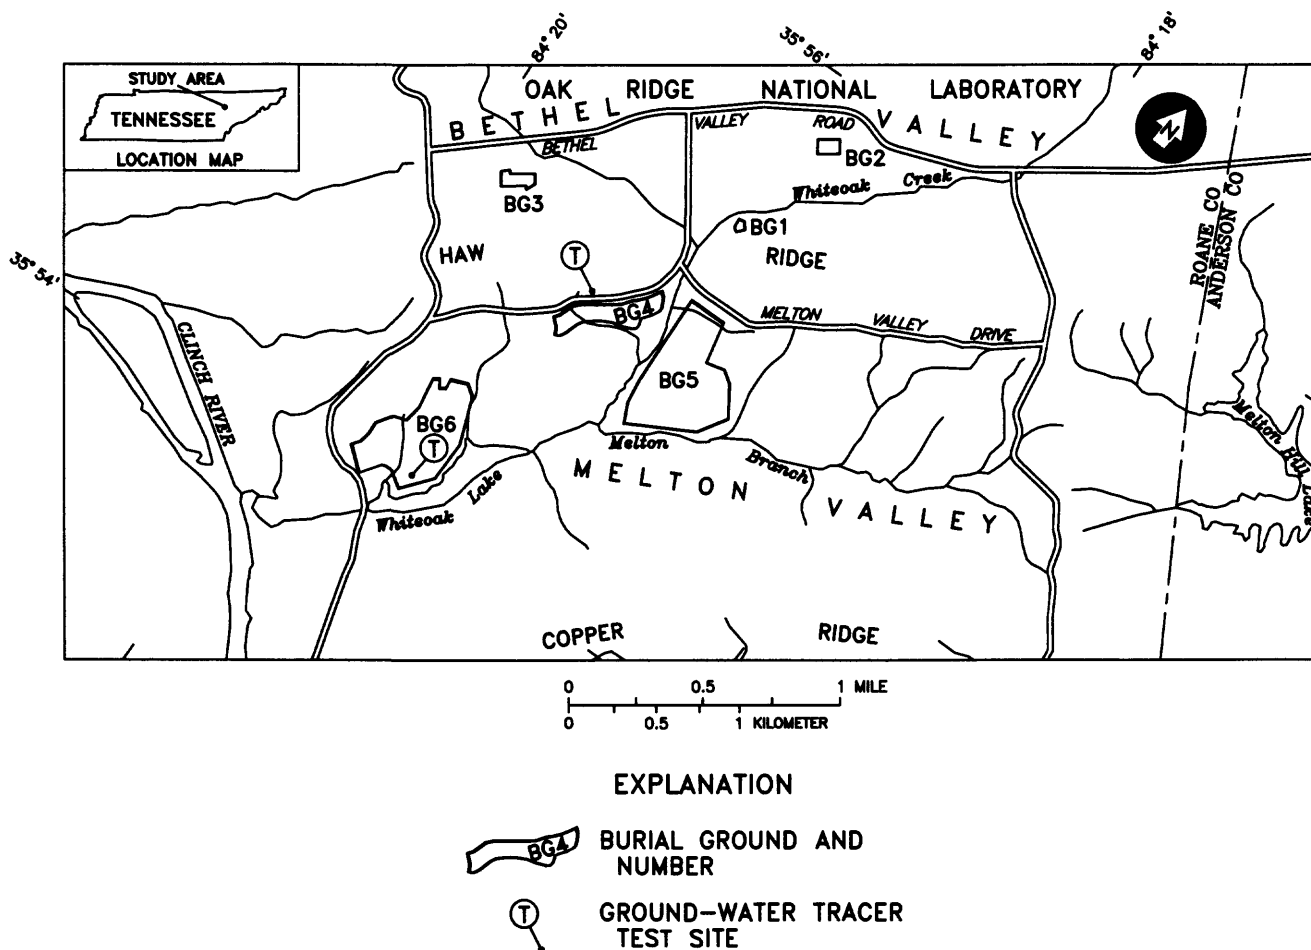 84° 20'
35° 56'
84° 18'
STUDY AREA
TENNESSEE
LOCATION MAP
OAK RIDGE NATIONAL LABORATORY
BETHEL VALLEY
BETHEL VALLEY ROAD
N
BG2
BG3
Whiteoak Creek
BG1
HAW RIDGE
T
ROANE CO
ANDERSON CO
35° 54'
CLINCH RIVER
BG4
MELTON VALLEY DRIVE
BG5
BG6
T
Melton Branch
Melton Hill Lake
Whiteoak Lake
MELTON VALLEY
COPPER RIDGE
0 0.5 1 MILE
0 0.5 1 KILOMETER
EXPLANATION
BG4
BURIAL GROUND AND
NUMBER
T
GROUND-WATER TRACER
TEST SITE